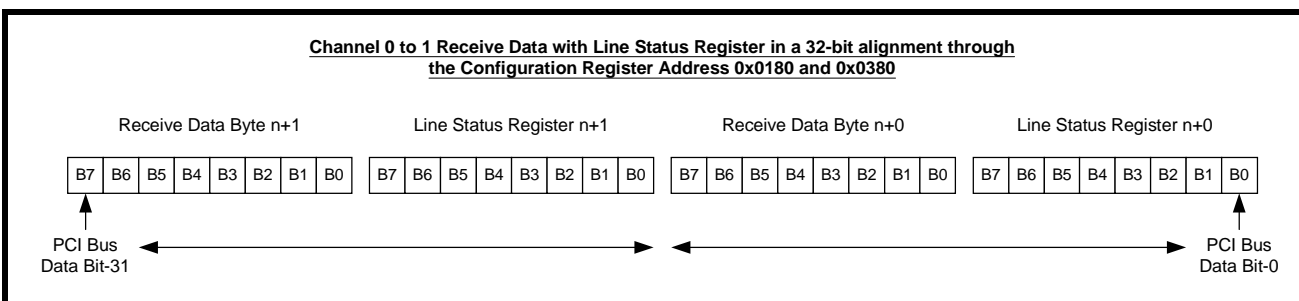 Channel 0 to 1 Receive Data with Line Status Register in a 32-bit alignment through
the Configuration Register Address 0x0180 and 0x0380
Receive Data Byte n+1 Line Status Register n+1 Receive Data Byte n+0 Line Status Register n+0
B7 B6 B5 B4 B3 B2 B1 B0 B7 B6 B5 B4 B3 B2 B1 B0 B7 B6 B5 B4 B3 B2 B1 B0 B7 B6 B5 B4 B3 B2 B1 B0
PCI Bus PCI Bus
Data Bit-31 Data Bit-0